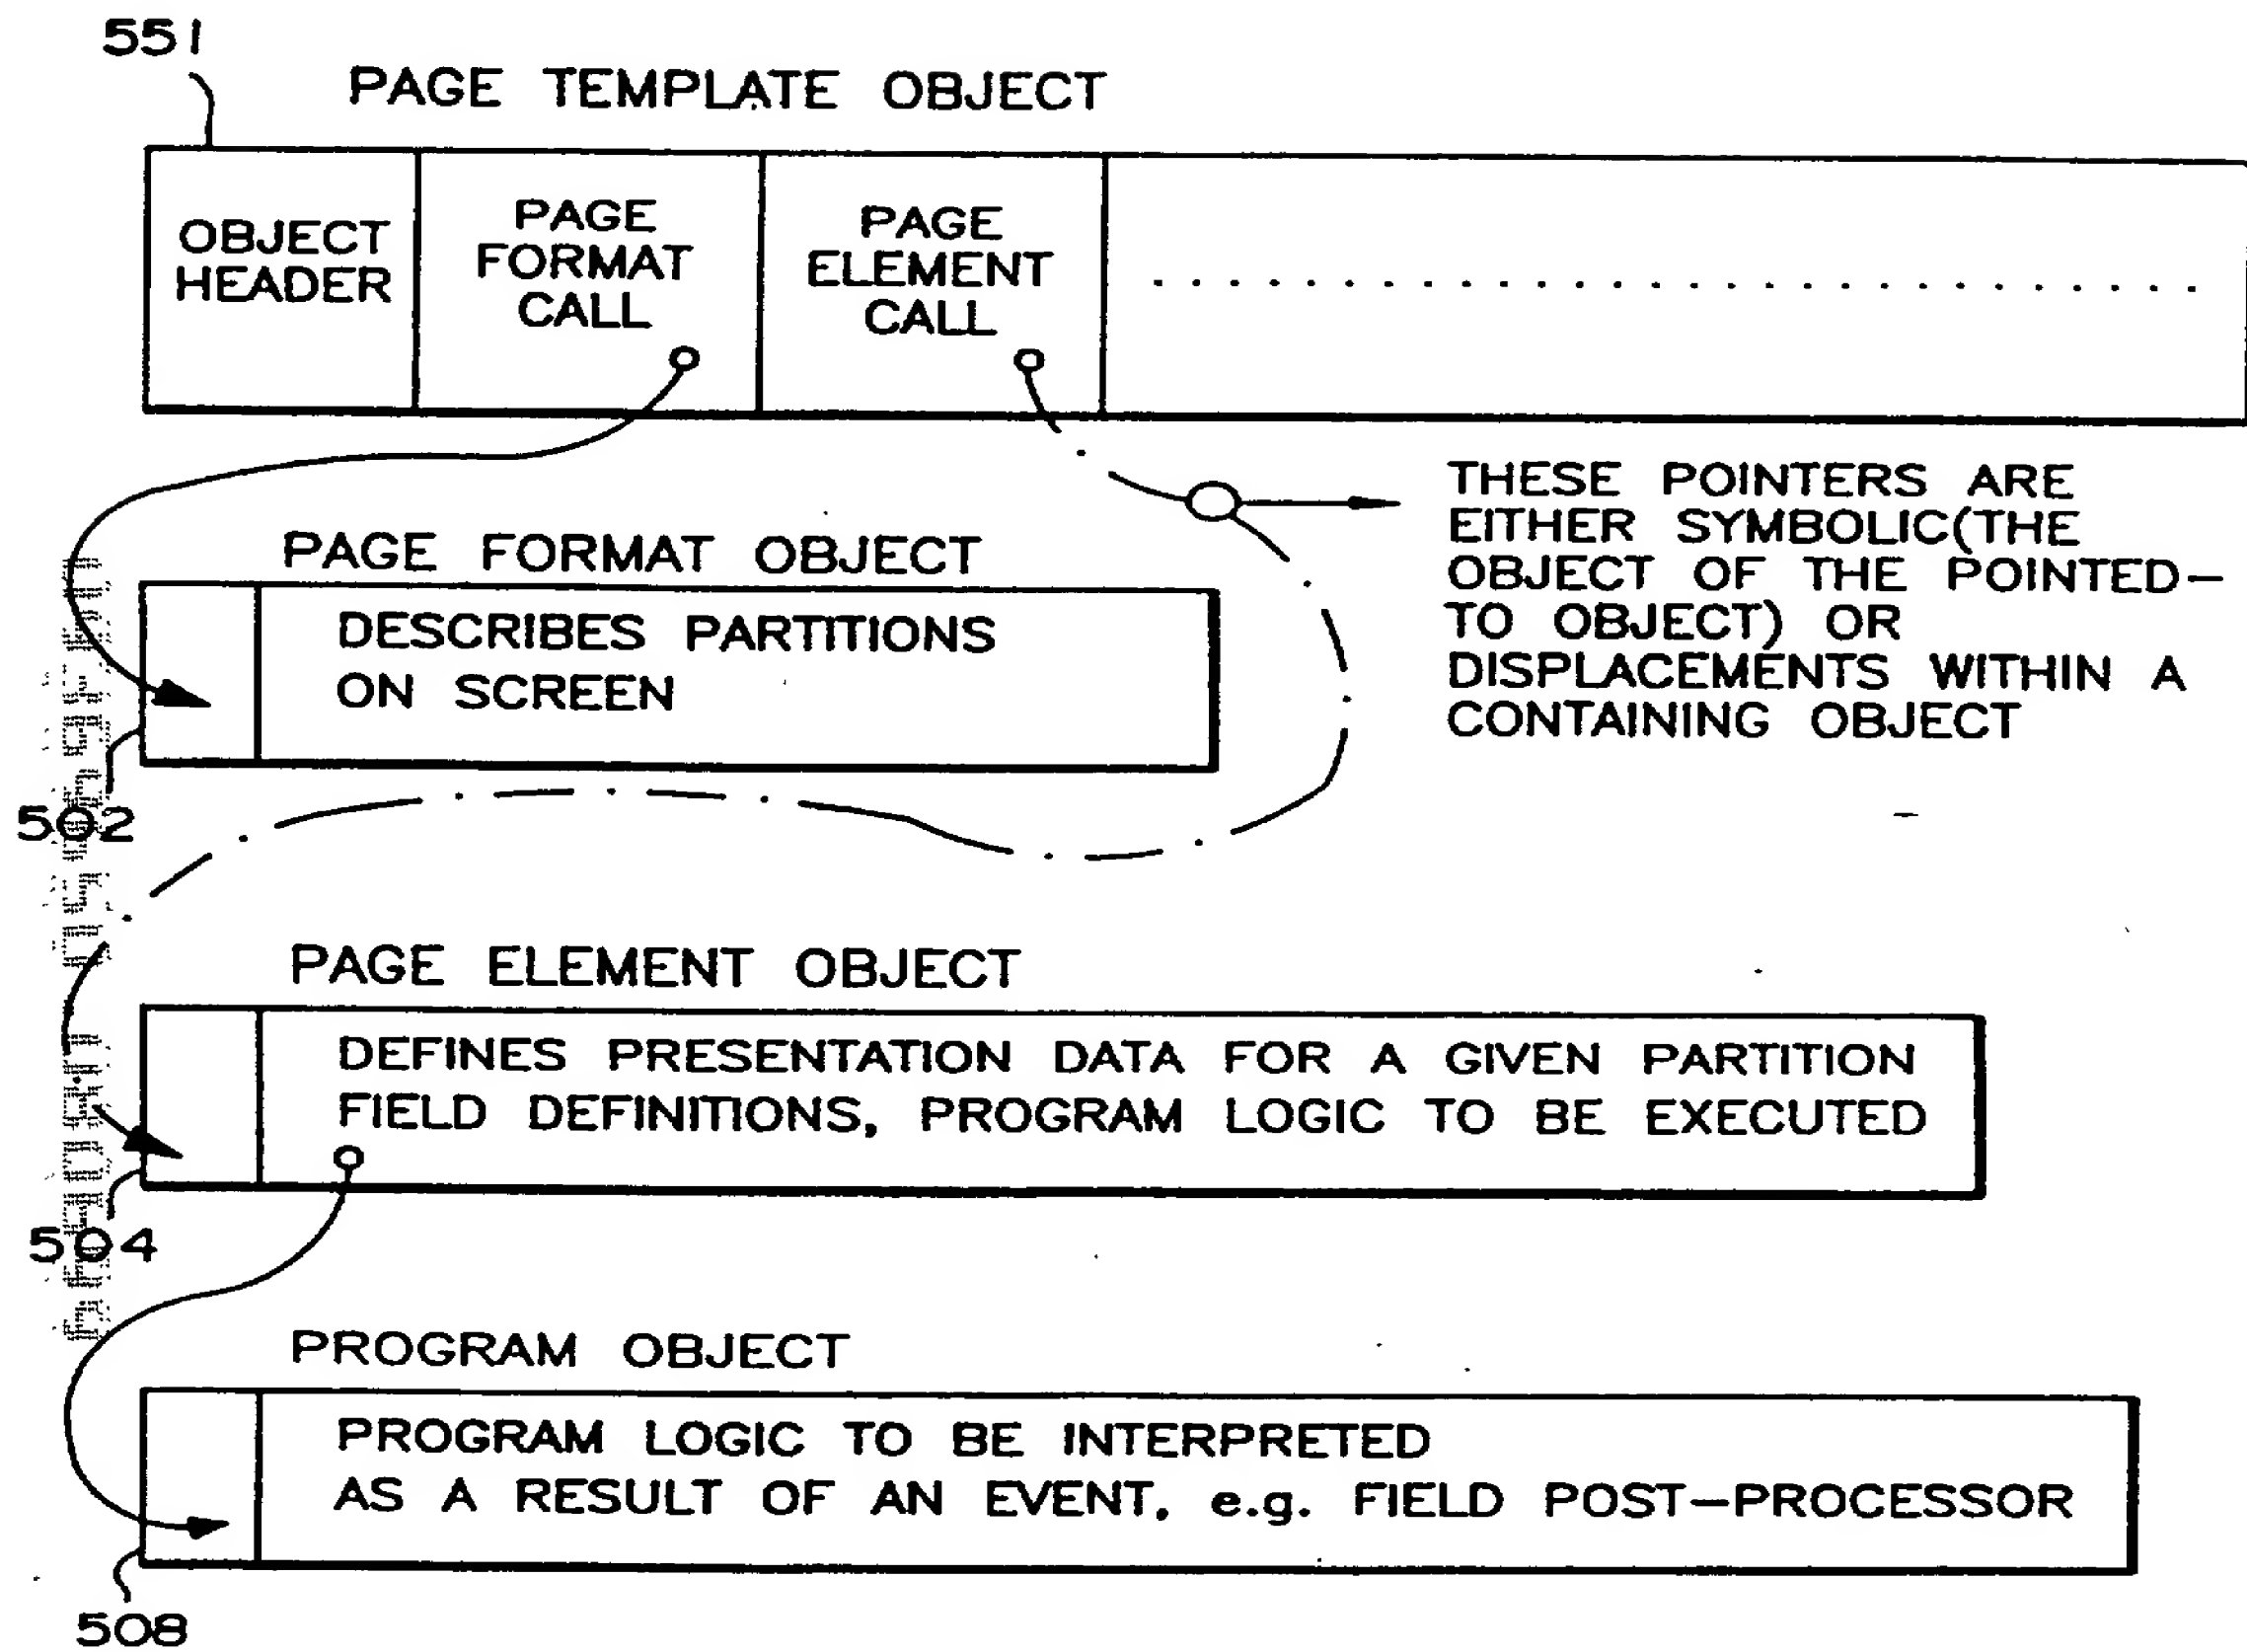 551
PAGE TEMPLATE OBJECT
OBJECT
HEADER
PAGE
FORMAT
CALL
PAGE
ELEMENT
CALL
THESE POINTERS ARE
EITHER SYMBOLIC(THE
OBJECT OF THE POINTED-
TO OBJECT) OR
DISPLACEMENTS WITHIN A
CONTAINING OBJECT
PAGE FORMAT OBJECT
DESCRIBES PARTITIONS
ON SCREEN
502
PAGE ELEMENT OBJECT
DEFINES PRESENTATION DATA FOR A GIVEN PARTITION
FIELD DEFINITIONS, PROGRAM LOGIC TO BE EXECUTED
504
PROGRAM OBJECT
PROGRAM LOGIC TO BE INTERPRETED
AS A RESULT OF AN EVENT, e.g. FIELD POST-PROCESSOR
508